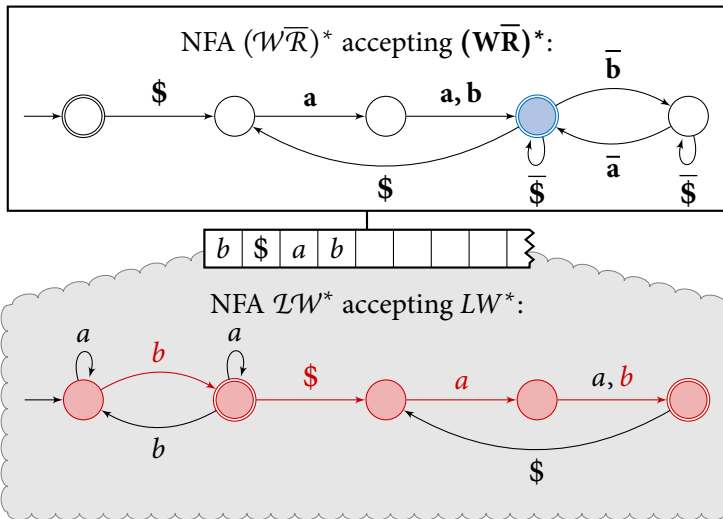 NFA (𝒲ℛ̅)* accepting (𝐖𝐑̅)*:
b̅
$ a a, b
$ $̅ a̅ $̅
b $ a b
NFA ℒ𝒲* accepting LW*:
a b a $ a a, b
b $